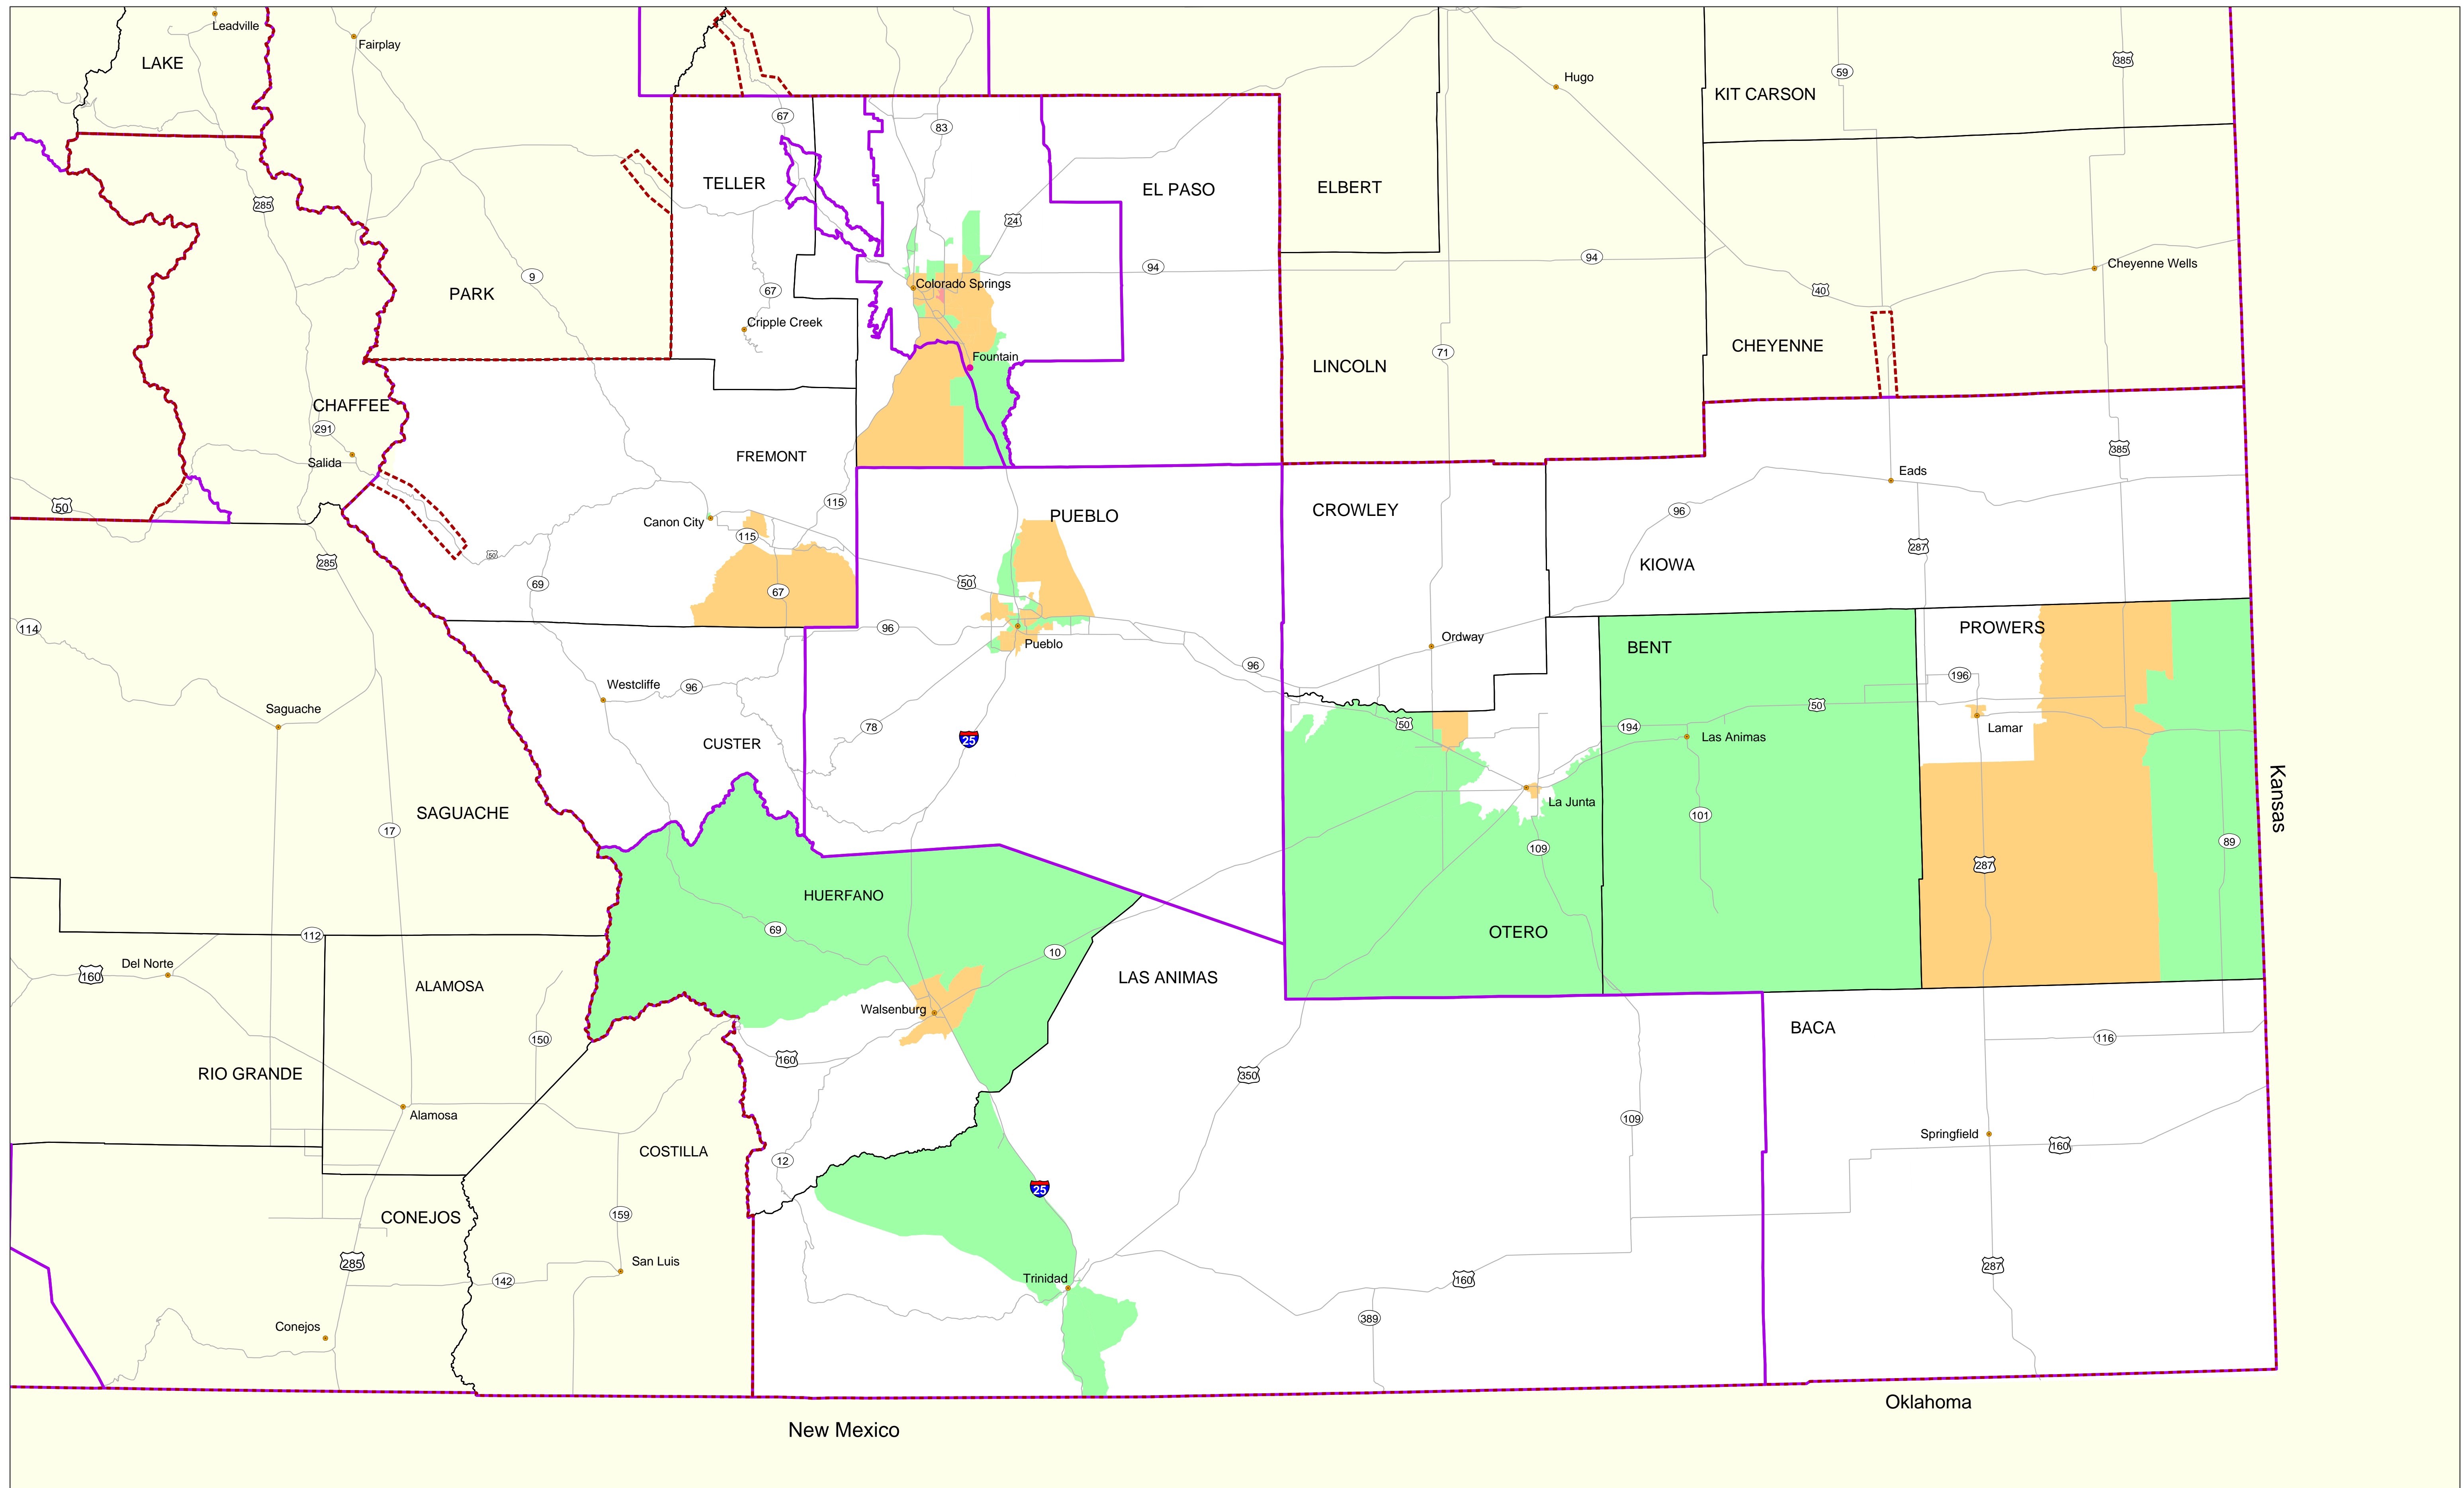 Leadville
Fairplay
LAKE
385
59
Hugo
KIT CARSON
67
83
TELLER
EL PASO
ELBERT
285
24
9
94
94
Cheyenne Wells
PARK
67
Colorado Springs
40
Cripple Creek
CHEYENNE
71
Fountain
LINCOLN
CHAFFEE
291
FREMONT
385
Salida
Eads
50
115
CROWLEY
96
PUEBLO
Canon City
115
287
50
285
KIOWA
69
67
50
114
96
PROWERS
Ordway
BENT
Pueblo
96
196
Westcliffe
96
50
Saguache
78
50
194
Lamar
25
Las Animas
CUSTER
Kansas
La Junta
SAGUACHE
101
17
109
89
287
HUERFANO
69
OTERO
112
10
Del Norte
160
LAS ANIMAS
ALAMOSA
Walsenburg
BACA
150
116
160
RIO GRANDE
350
Alamosa
109
Springfield
160
COSTILLA
12
25
159
CONEJOS
San Luis
285
287
142
Trinidad
160
389
Conejos
Oklahoma
New Mexico